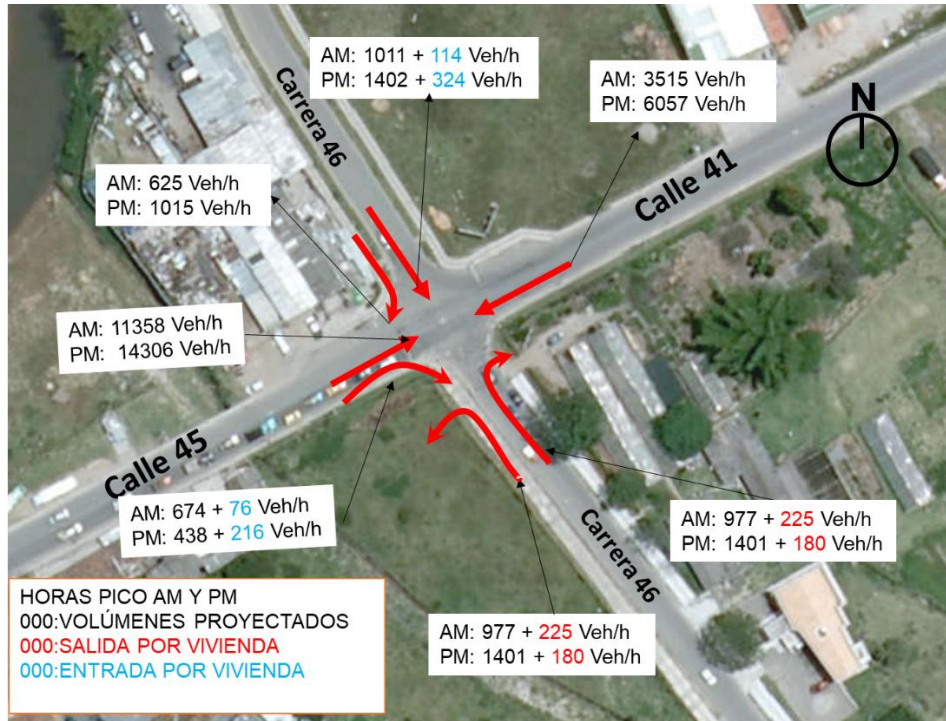 AM: 1011 + 114 Veh/h
PM: 1402 + 324 Veh/h
AM: 3515 Veh/h
PM: 6057 Veh/h
N
Carrera 46
Calle 41
AM: 625 Veh/h
PM: 1015 Veh/h
AM: 11358 Veh/h
PM: 14306 Veh/h
Calle 45
AM: 674 + 76 Veh/h
PM: 438 + 216 Veh/h
Carrera 46
AM: 977 + 225 Veh/h
PM: 1401 + 180 Veh/h
AM: 977 + 225 Veh/h
PM: 1401 + 180 Veh/h
HORAS PICO AM Y PM
000:VOLÚMENES PROYECTADOS
000:SALIDA POR VIVIENDA
000:ENTRADA POR VIVIENDA